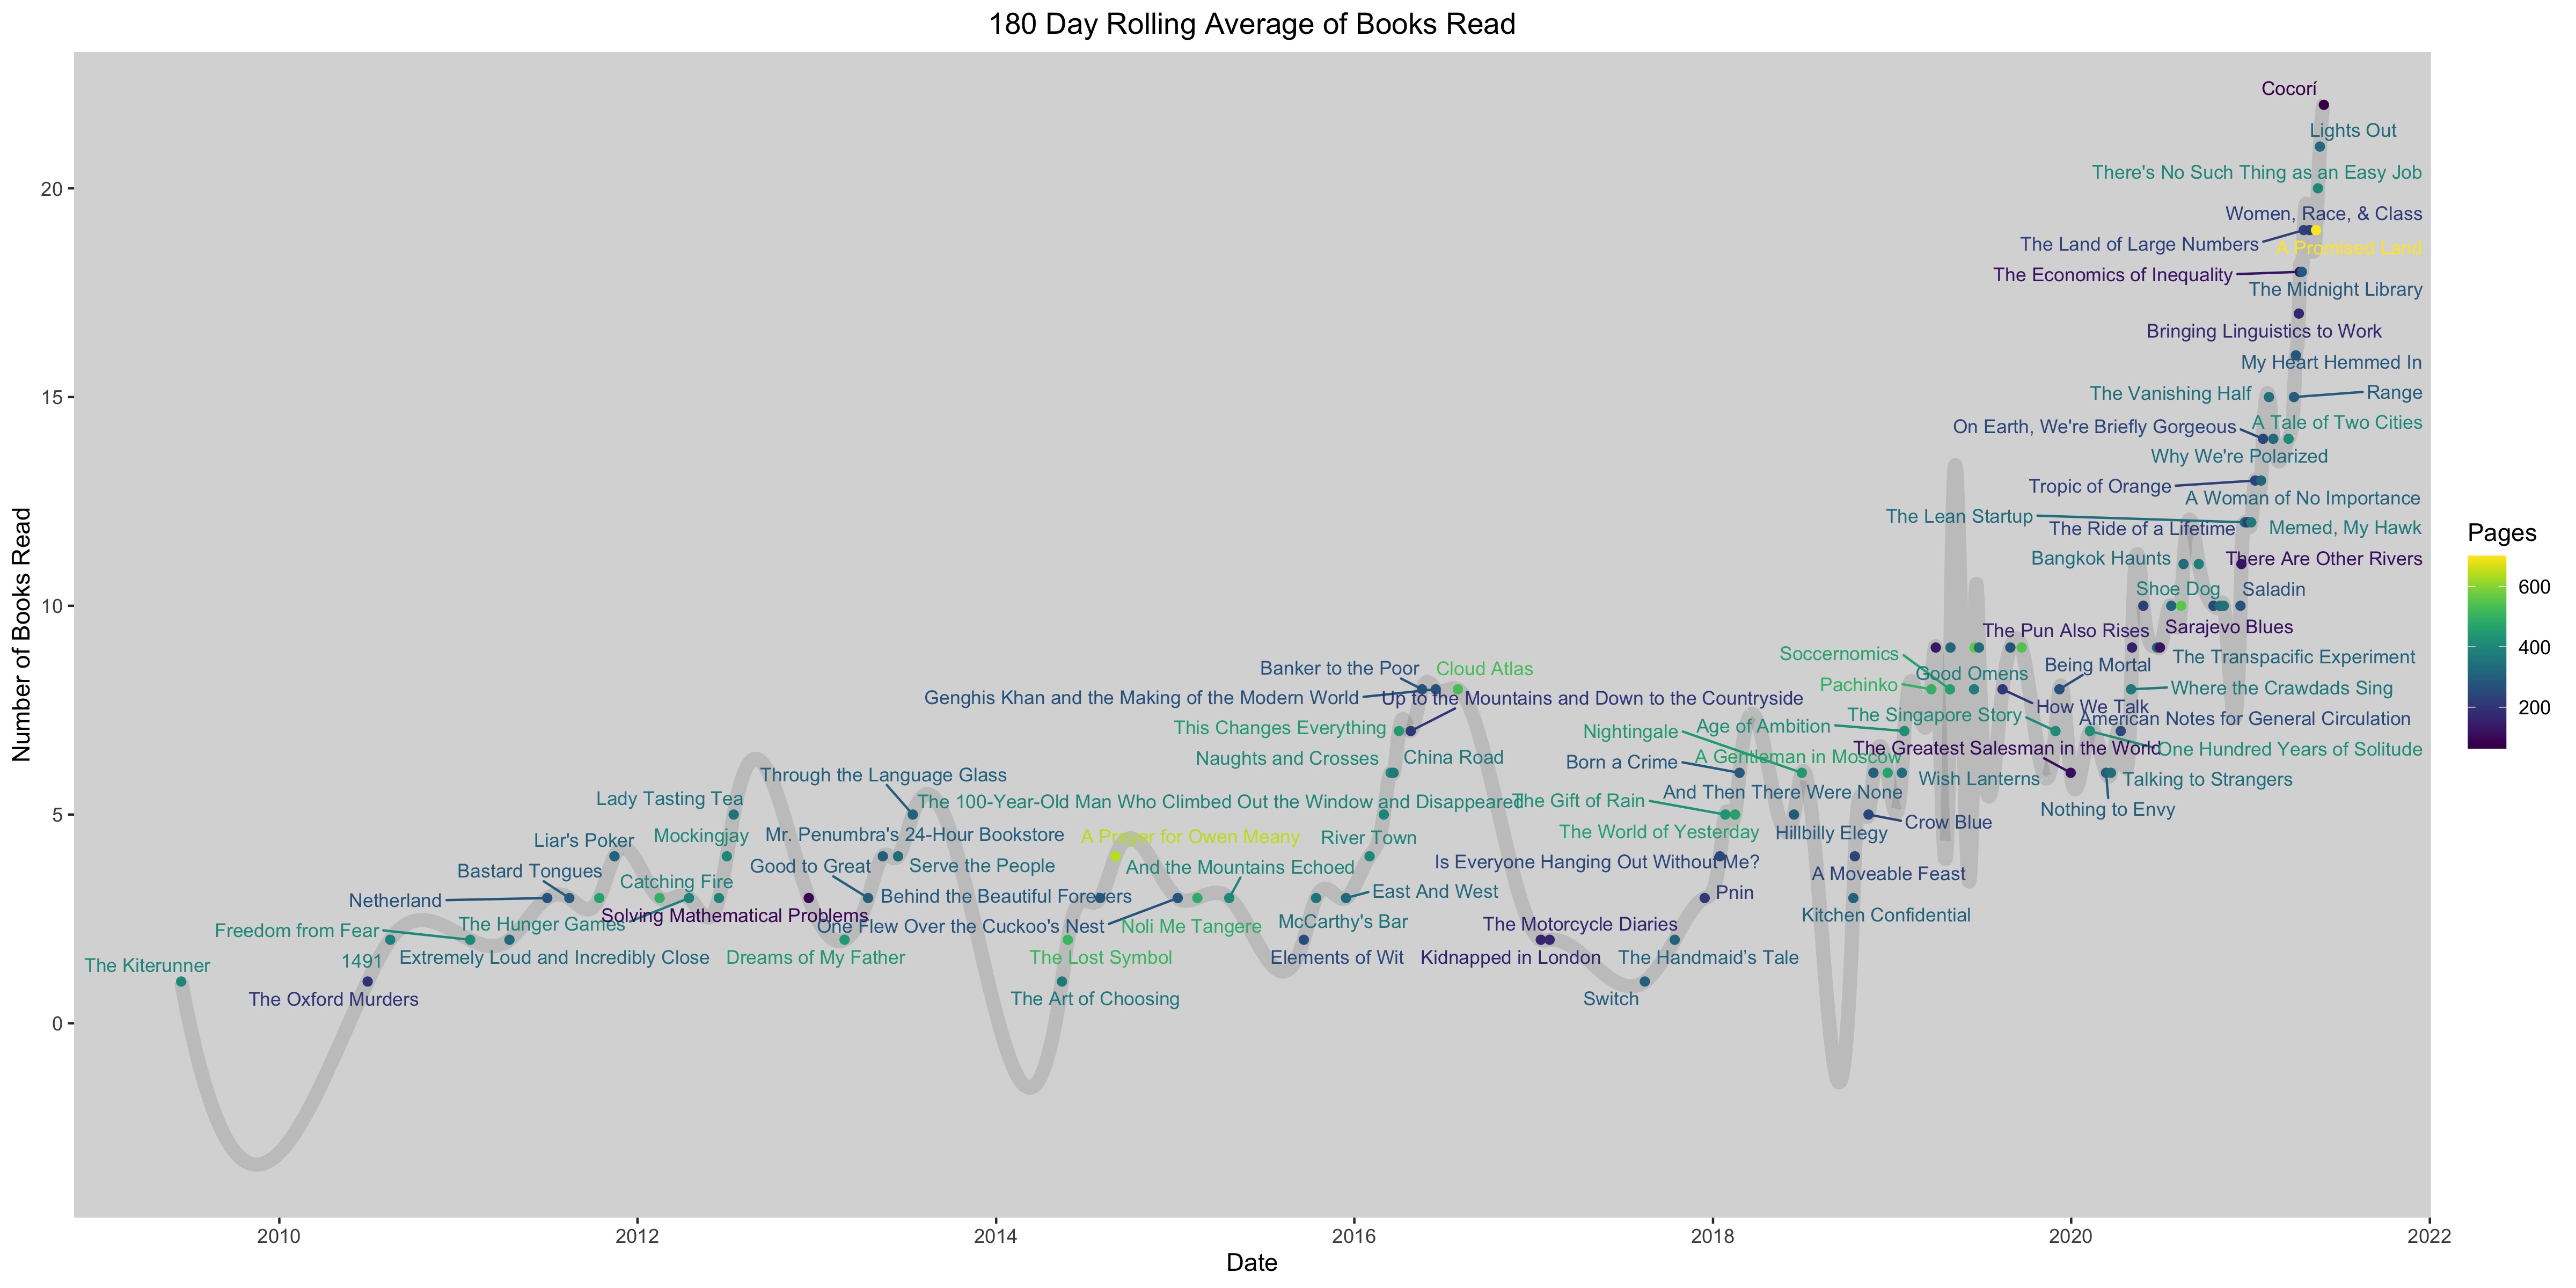 180 Day Rolling Average of Books Read
Cocorí
Lights Out
There's No Such Thing as an Easy Job
20
Women, Race, & Class
The Land of Large Numbers
A Promised Land
The Economics of Inequality
The Midnight Library
Bringing Linguistics to Work
My Heart Hemmed In
15
The Vanishing Half
Range
On Earth, We're Briefly Gorgeous
A Tale of Two Cities
Why We're Polarized
Tropic of Orange
A Woman of No Importance
The Lean Startup
The Ride of a Lifetime
Memed, My Hawk
Bangkok Haunts
There Are Other Rivers
10
Shoe Dog
Saladin
The Pun Also Rises
Sarajevo Blues
Soccernomics
The Transpacific Experiment
Banker to the Poor
Cloud Atlas
Good Omens
Being Mortal
Pachinko
Where the Crawdads Sing
Genghis Khan and the Making of the Modern World
Up to the Mountains and Down to the Countryside
How We Talk
The Singapore Story
American Notes for General Circulation
This Changes Everything
Nightingale
Age of Ambition
The Greatest Salesman in the World
One Hundred Years of Solitude
Naughts and Crosses
China Road
Born a Crime
A Gentleman in Moscow
Wish Lanterns
Talking to Strangers
Through the Language Glass
And Then There Were None
Nothing to Envy
5
Lady Tasting Tea
The 100-Year-Old Man Who Climbed Out the Window and Disappeared
The Gift of Rain
Crow Blue
Liar's Poker
Mockingjay
Mr. Penumbra's 24-Hour Bookstore
A Prayer for Owen Meany
River Town
The World of Yesterday
Hillbilly Elegy
Bastard Tongues
Good to Great
Serve the People
And the Mountains Echoed
Is Everyone Hanging Out Without Me?
A Moveable Feast
Netherland
Catching Fire
Behind the Beautiful Forevers
East And West
Pnin
The Hunger Games
Solving Mathematical Problems
One Flew Over the Cuckoo's Nest
Noli Me Tangere
McCarthy's Bar
The Motorcycle Diaries
Kitchen Confidential
Freedom from Fear
The Kiterunner
1491
Extremely Loud and Incredibly Close
Dreams of My Father
The Lost Symbol
Elements of Wit
Kidnapped in London
The Handmaid’s Tale
The Oxford Murders
The Art of Choosing
Switch
0
2010
2012
2014
2016
2018
2020
2022
Date
Number of Books Read
Pages
600
400
200